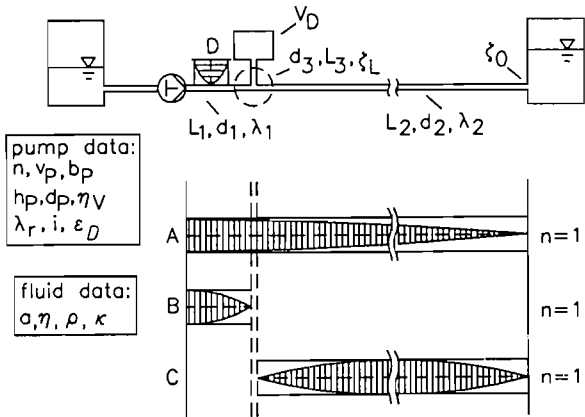 V_D
D
d_3, L_3, ζ_L
ζ_0
L_1, d_1, λ_1
L_2, d_2, λ_2
pump data:
n, v_P, b_P
h_P, d_P, η_V
λ_r, i, ε_D
fluid data:
a, η, ρ, κ
A
n=1
B
n=1
C
n=1